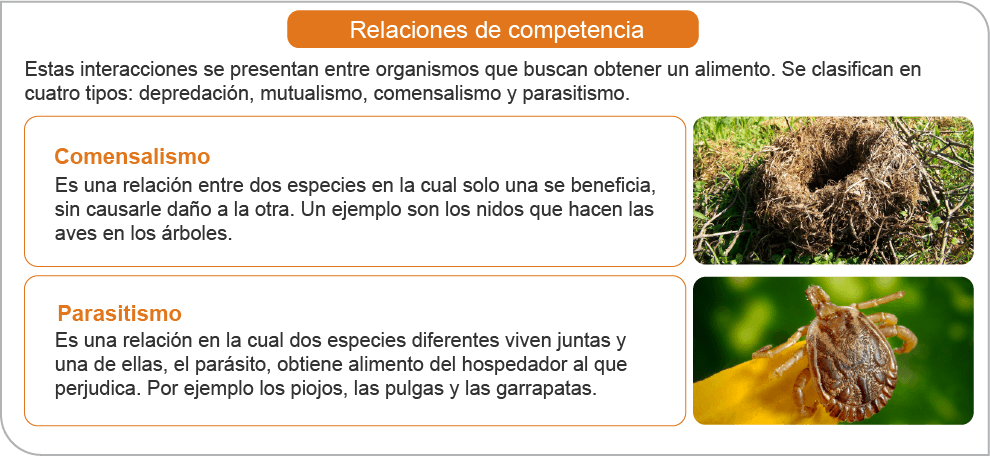 Relaciones de competencia
Estas interacciones se presentan entre organismos que buscan obtener un alimento. Se clasifican en
cuatro tipos: depredación, mutualismo, comensalismo y parasitismo.
Comensalismo
Es una relación entre dos especies en la cual solo una se beneficia,
sin causarle daño a la otra. Un ejemplo son los nidos que hacen las
aves en los árboles.
Parasitismo
Es una relación en la cual dos especies diferentes viven juntas y
una de ellas, el parásito, obtiene alimento del hospedador al que
perjudica. Por ejemplo los piojos, las pulgas y las garrapatas.